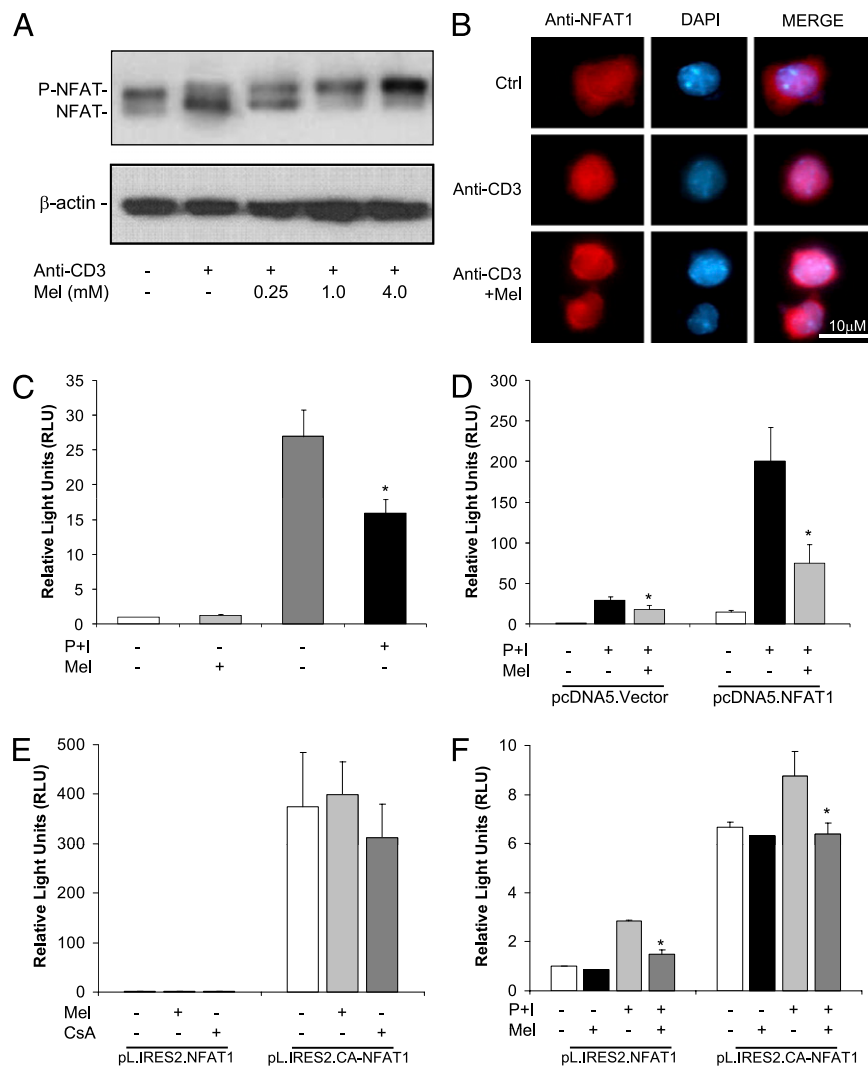 A
P-NFAT-
NFAT-
β-actin -
Anti-CD3 - + + + +
Mel (mM) - - 0.25 1.0 4.0
B
Anti-NFAT1 DAPI MERGE
Ctrl
Anti-CD3
Anti-CD3
+Mel
10µM
C
Relative Light Units (RLU)
35
30
25
20
15
10
5
0
*
P+I - - - +
Mel - + - -
D
Relative Light Units (RLU)
300
250
200
150
100
50
0
* *
P+I - + + - + +
Mel - - + - - +
pcDNA5.Vector pcDNA5.NFAT1
E
Relative Light Units (RLU)
500
400
300
200
100
0
Mel - + - - + -
CsA - - + - - +
pL.IRES2.NFAT1 pL.IRES2.CA-NFAT1
F
Relative Light Units (RLU)
10
8
6
4
2
0
* *
P+I - - + + - - + +
Mel - + - + - + - +
pL.IRES2.NFAT1 pL.IRES2.CA-NFAT1